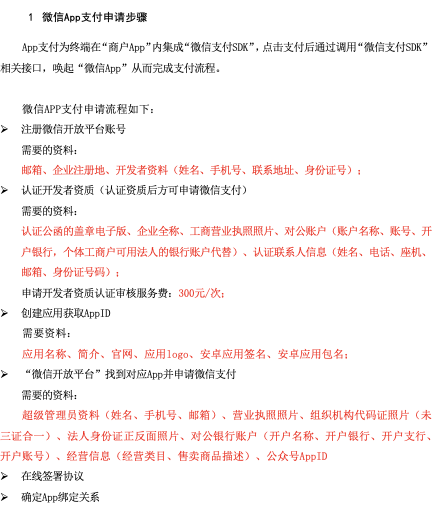 1 微信App支付申请步骤
App支付为终端在“商户App”内集成“微信支付SDK”，点击支付后通过调用“微信支付SDK”
相关接口，唤起“微信App”从而完成支付流程。
微信APP支付申请流程如下：
➢ 注册微信开放平台账号
需要的资料：
邮箱、企业注册地、开发者资料（姓名、手机号、联系地址、身份证号）；
➢ 认证开发者资质（认证资质后方可申请微信支付）
需要的资料：
认证公函的盖章电子版、企业全称、工商营业执照照片、对公账户（账户名称、账号、开
户银行，个体工商户可用法人的银行账户代替）、认证联系人信息（姓名、电话、座机、
邮箱、身份证号码）；
申请开发者资质认证审核服务费：300元/次；
➢ 创建应用获取AppID
需要资料：
应用名称、简介、官网、应用logo、安卓应用签名、安卓应用包名；
➢ “微信开放平台”找到对应App并申请微信支付
需要的资料：
超级管理员资料（姓名、手机号、邮箱）、营业执照照片、组织机构代码证照片（未
三证合一）、法人身份证正反面照片、对公银行账户（开户名称、开户银行、开户支行、
开户账号）、经营信息（经营类目、售卖商品描述）、公众号AppID
➢ 在线签署协议
➢ 确定App绑定关系